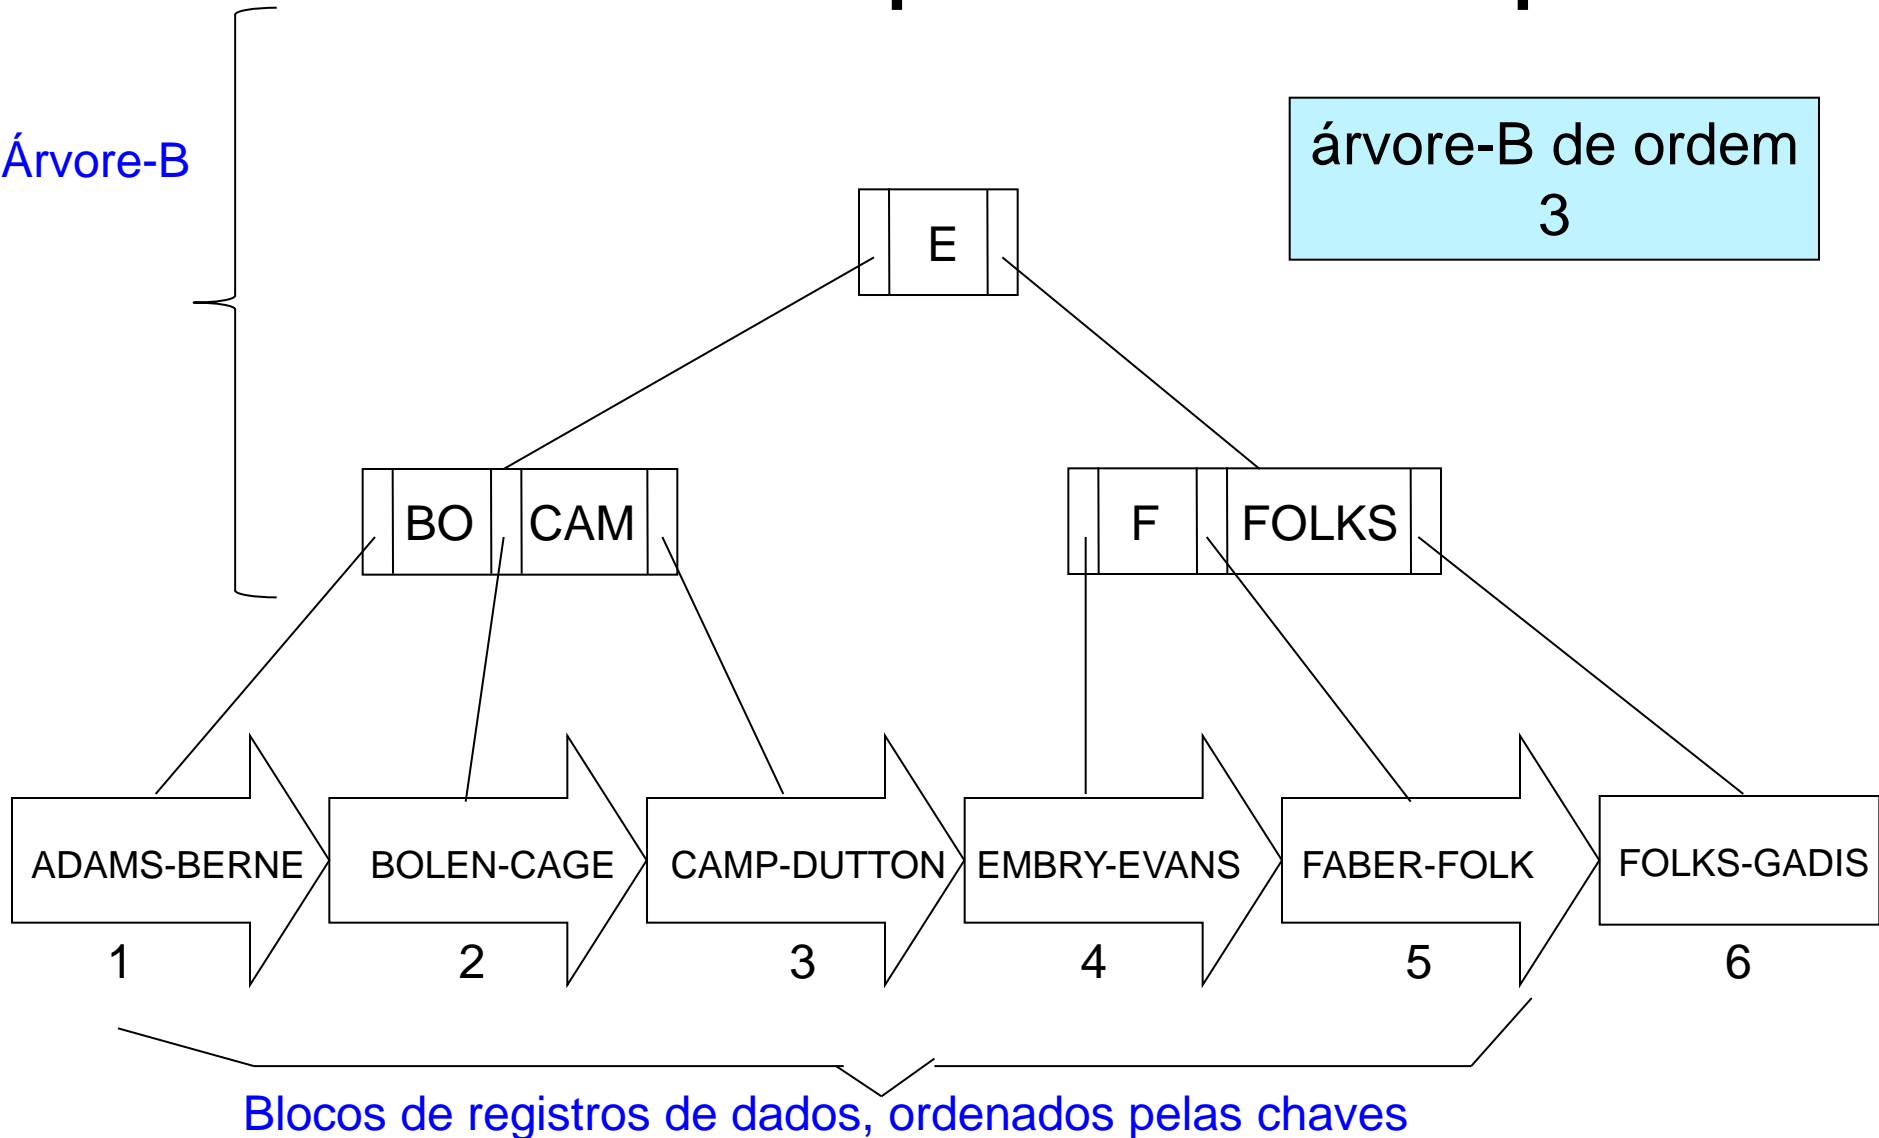 Árvore-B
árvore-B de ordem
3
E
BO CAM
F FOLKS
ADAMS-BERNE BOLEN-CAGE CAMP-DUTTON EMBRY-EVANS FABER-FOLK FOLKS-GADIS
1 2 3 4 5 6
Blocos de registros de dados, ordenados pelas chaves